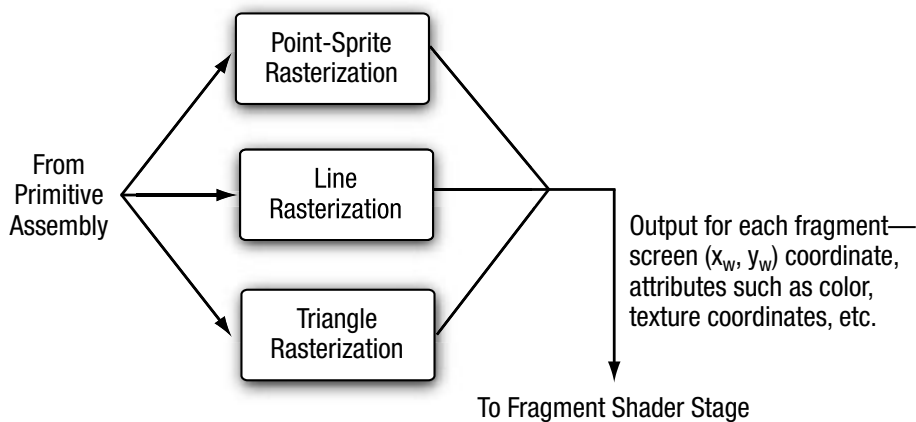 Point-Sprite
Rasterization
From
Primitive
Assembly
Line
Rasterization
Triangle
Rasterization
Output for each fragment—
screen (xw, yw) coordinate,
attributes such as color,
texture coordinates, etc.
To Fragment Shader Stage